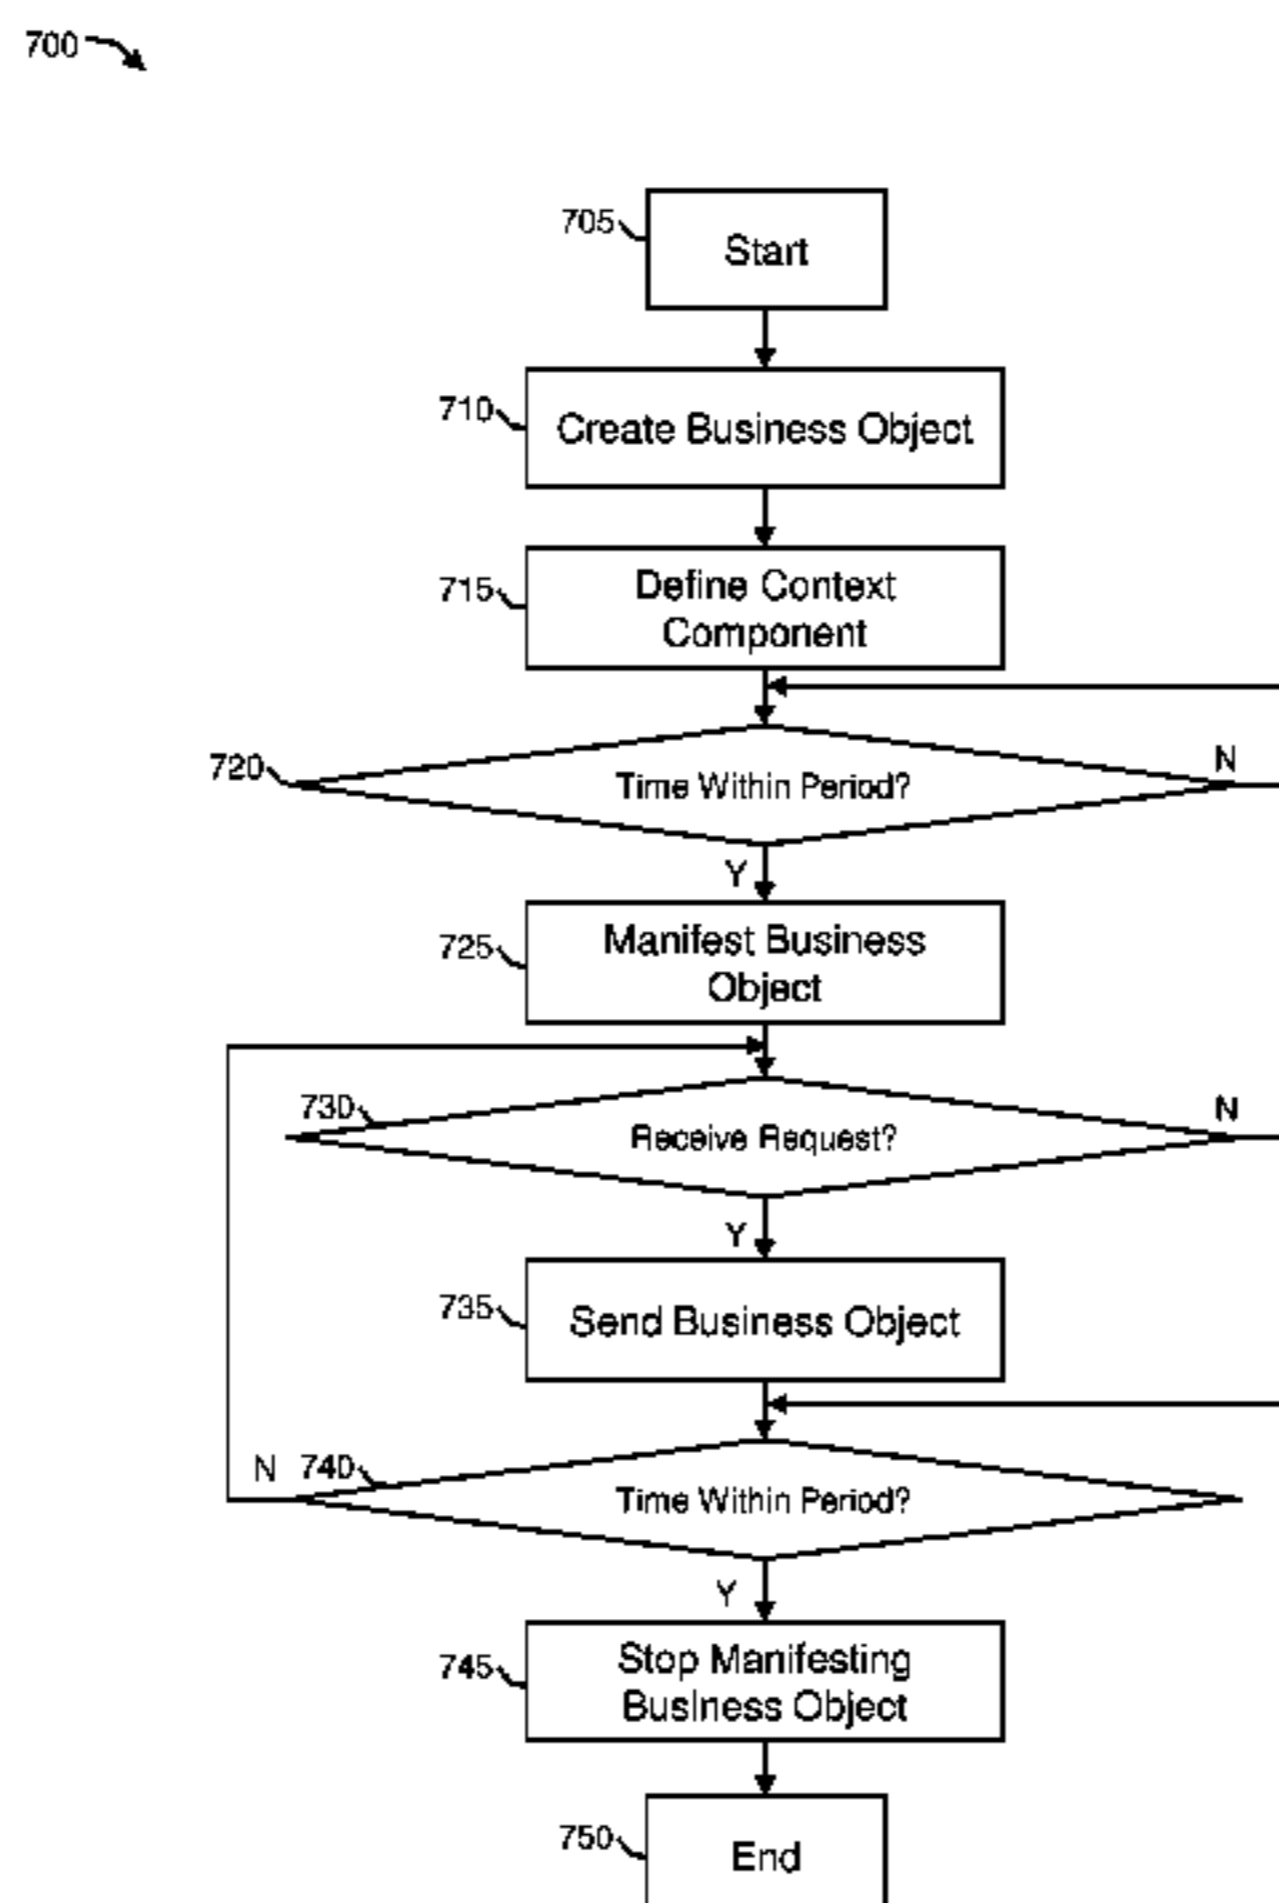 700
705
Start
710
Create Business Object
715
Define Context
Component
720
Time Within Period?
N
Y
725
Manifest Business
Object
730
Receive Request?
N
Y
735
Send Business Object
N
740
Time Within Period?
Y
745
Stop Manifesting
Business Object
750
End